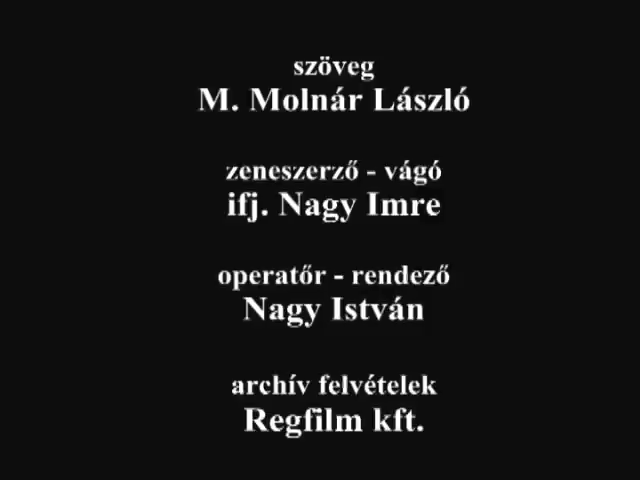 szöveg
M. Molnár László
zeneszerző - vágó
ifj. Nagy Imre
operatőr - rendező
Nagy István
archív felvételek
Regfilm kft.